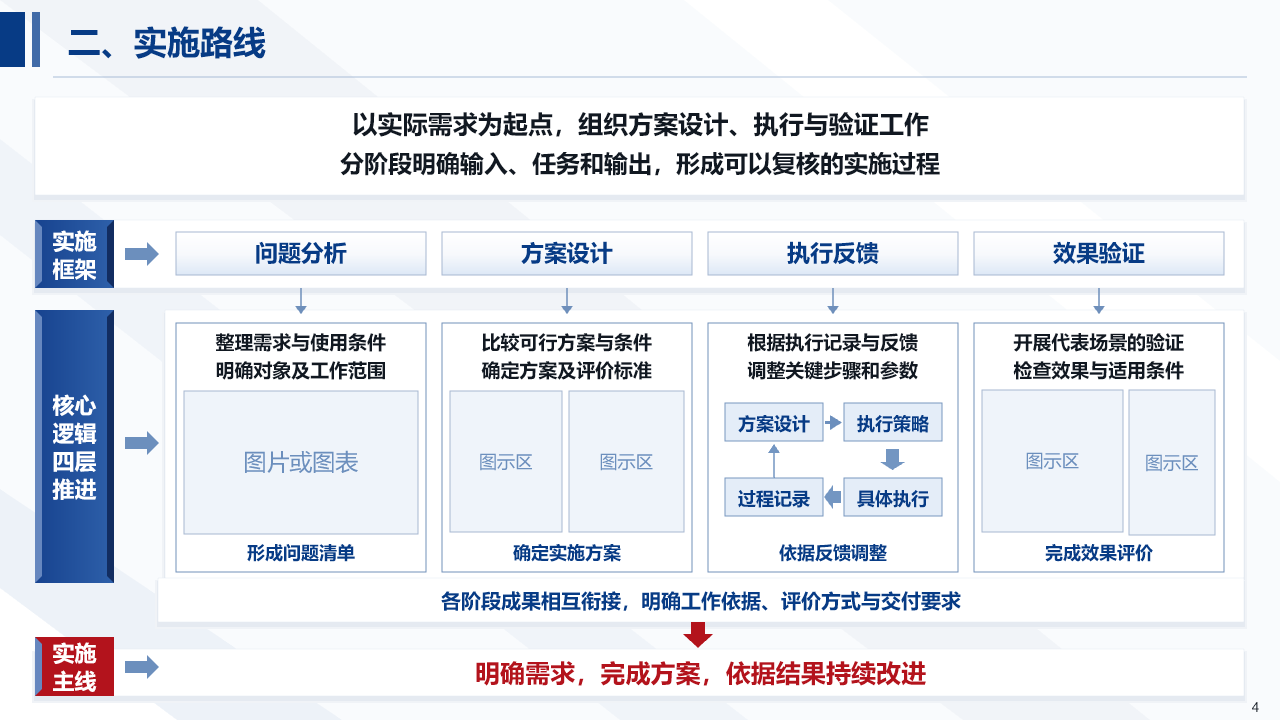 二、实施路线
以实际需求为起点，组织方案设计、执行与验证工作
分阶段明确输入、任务和输出，形成可以复核的实施过程
实施
框架
问题分析
方案设计
执行反馈
效果验证
核心
逻辑
四层
推进
整理需求与使用条件
明确对象及工作范围
图片或图表
形成问题清单
比较可行方案与条件
确定方案及评价标准
图示区
图示区
确定实施方案
根据执行记录与反馈
调整关键步骤和参数
方案设计
执行策略
过程记录
具体执行
依据反馈调整
开展代表场景的验证
检查效果与适用条件
图示区
图示区
完成效果评价
各阶段成果相互衔接，明确工作依据、评价方式与交付要求
实施
主线
明确需求，完成方案，依据结果持续改进
4